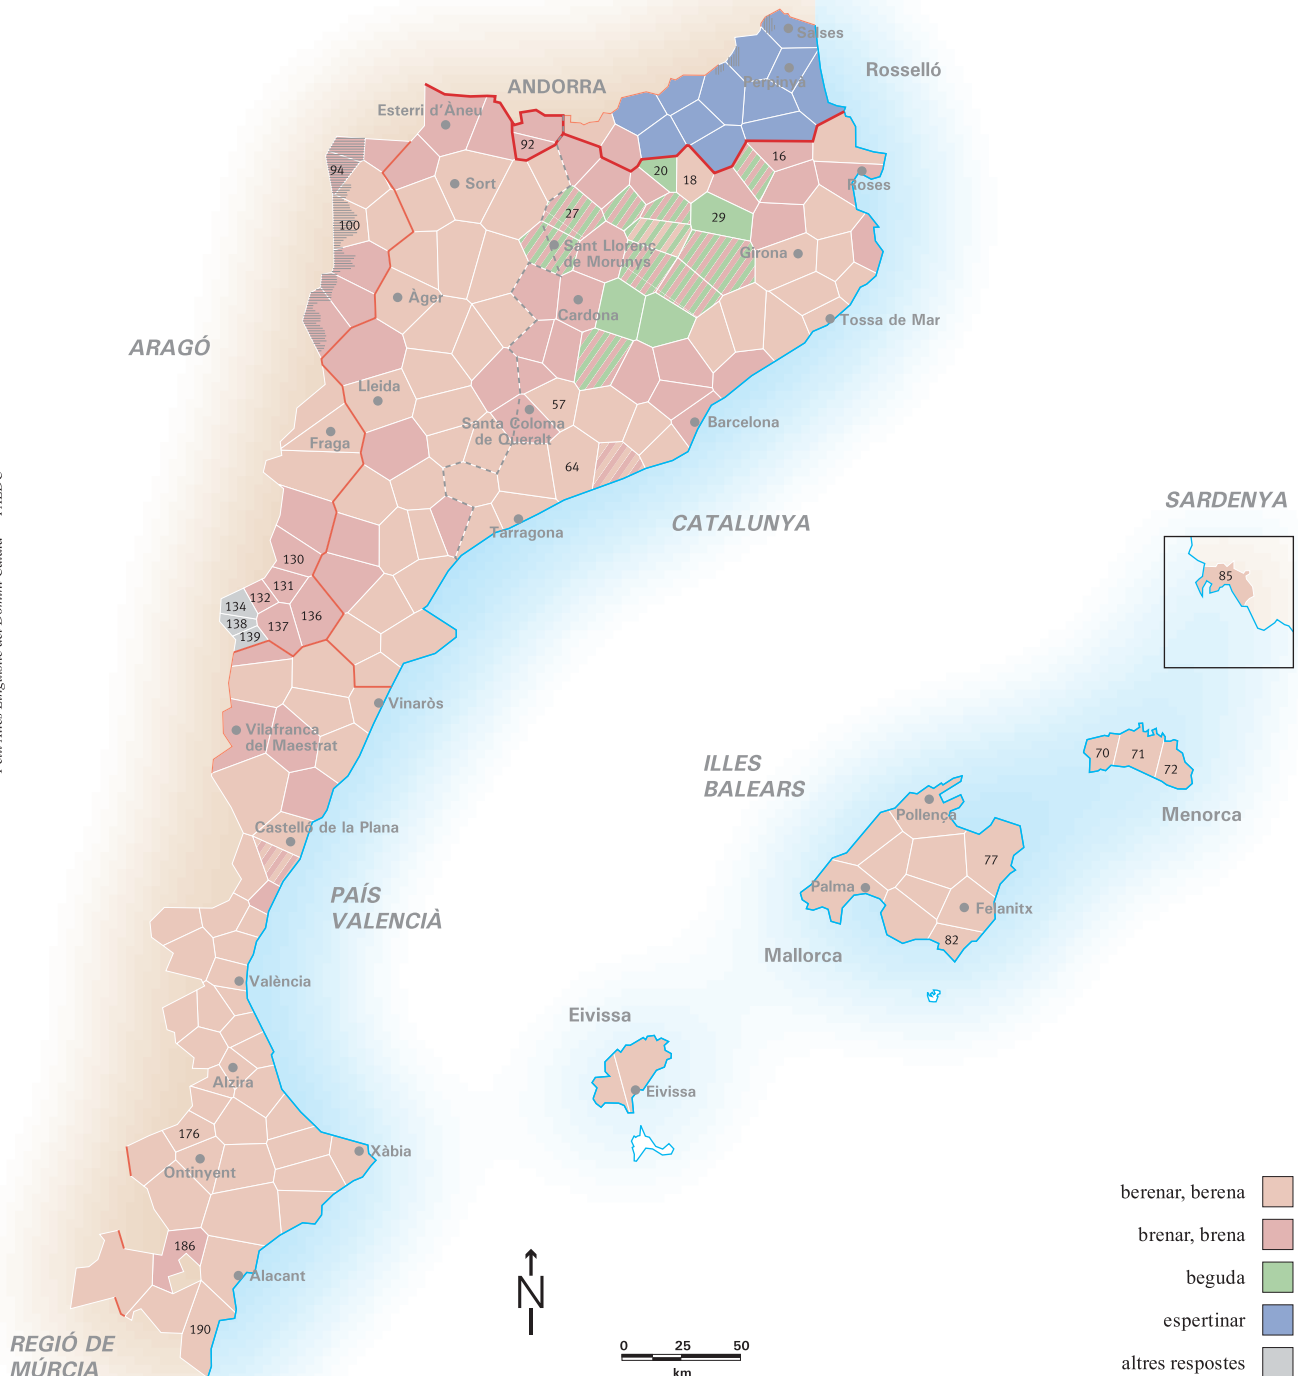 Salses
Rosselló
Perpinyà
ANDORRA
Esterri d'Àneu
92
16
94
20
18
Roses
Sort
27
29
100
Sant Llorenç
de Morunys
Girona
Àger
Cardona
Tossa de Mar
ARAGÓ
Lleida
57
Santa Coloma
de Queralt
Barcelona
Fraga
64
SARDENYA
CATALUNYA
Tarragona
130
85
131
132
134
136
138
137
139
Vinaròs
Vilafranca
del Maestrat
ILLES
BALEARS
70
71
72
Pollença
Menorca
Castelló de la Plana
77
Palma
PAÍS
VALENCIÀ
Felanitx
82
Mallorca
València
Eivissa
Alzira
Eivissa
176
Xàbia
Ontinyent
berenar, berena
186
brenar, brena
Alacant
beguda
N
190
espertinar
REGIÓ DE
MÚRCIA
0 25 50
km
altres respostes